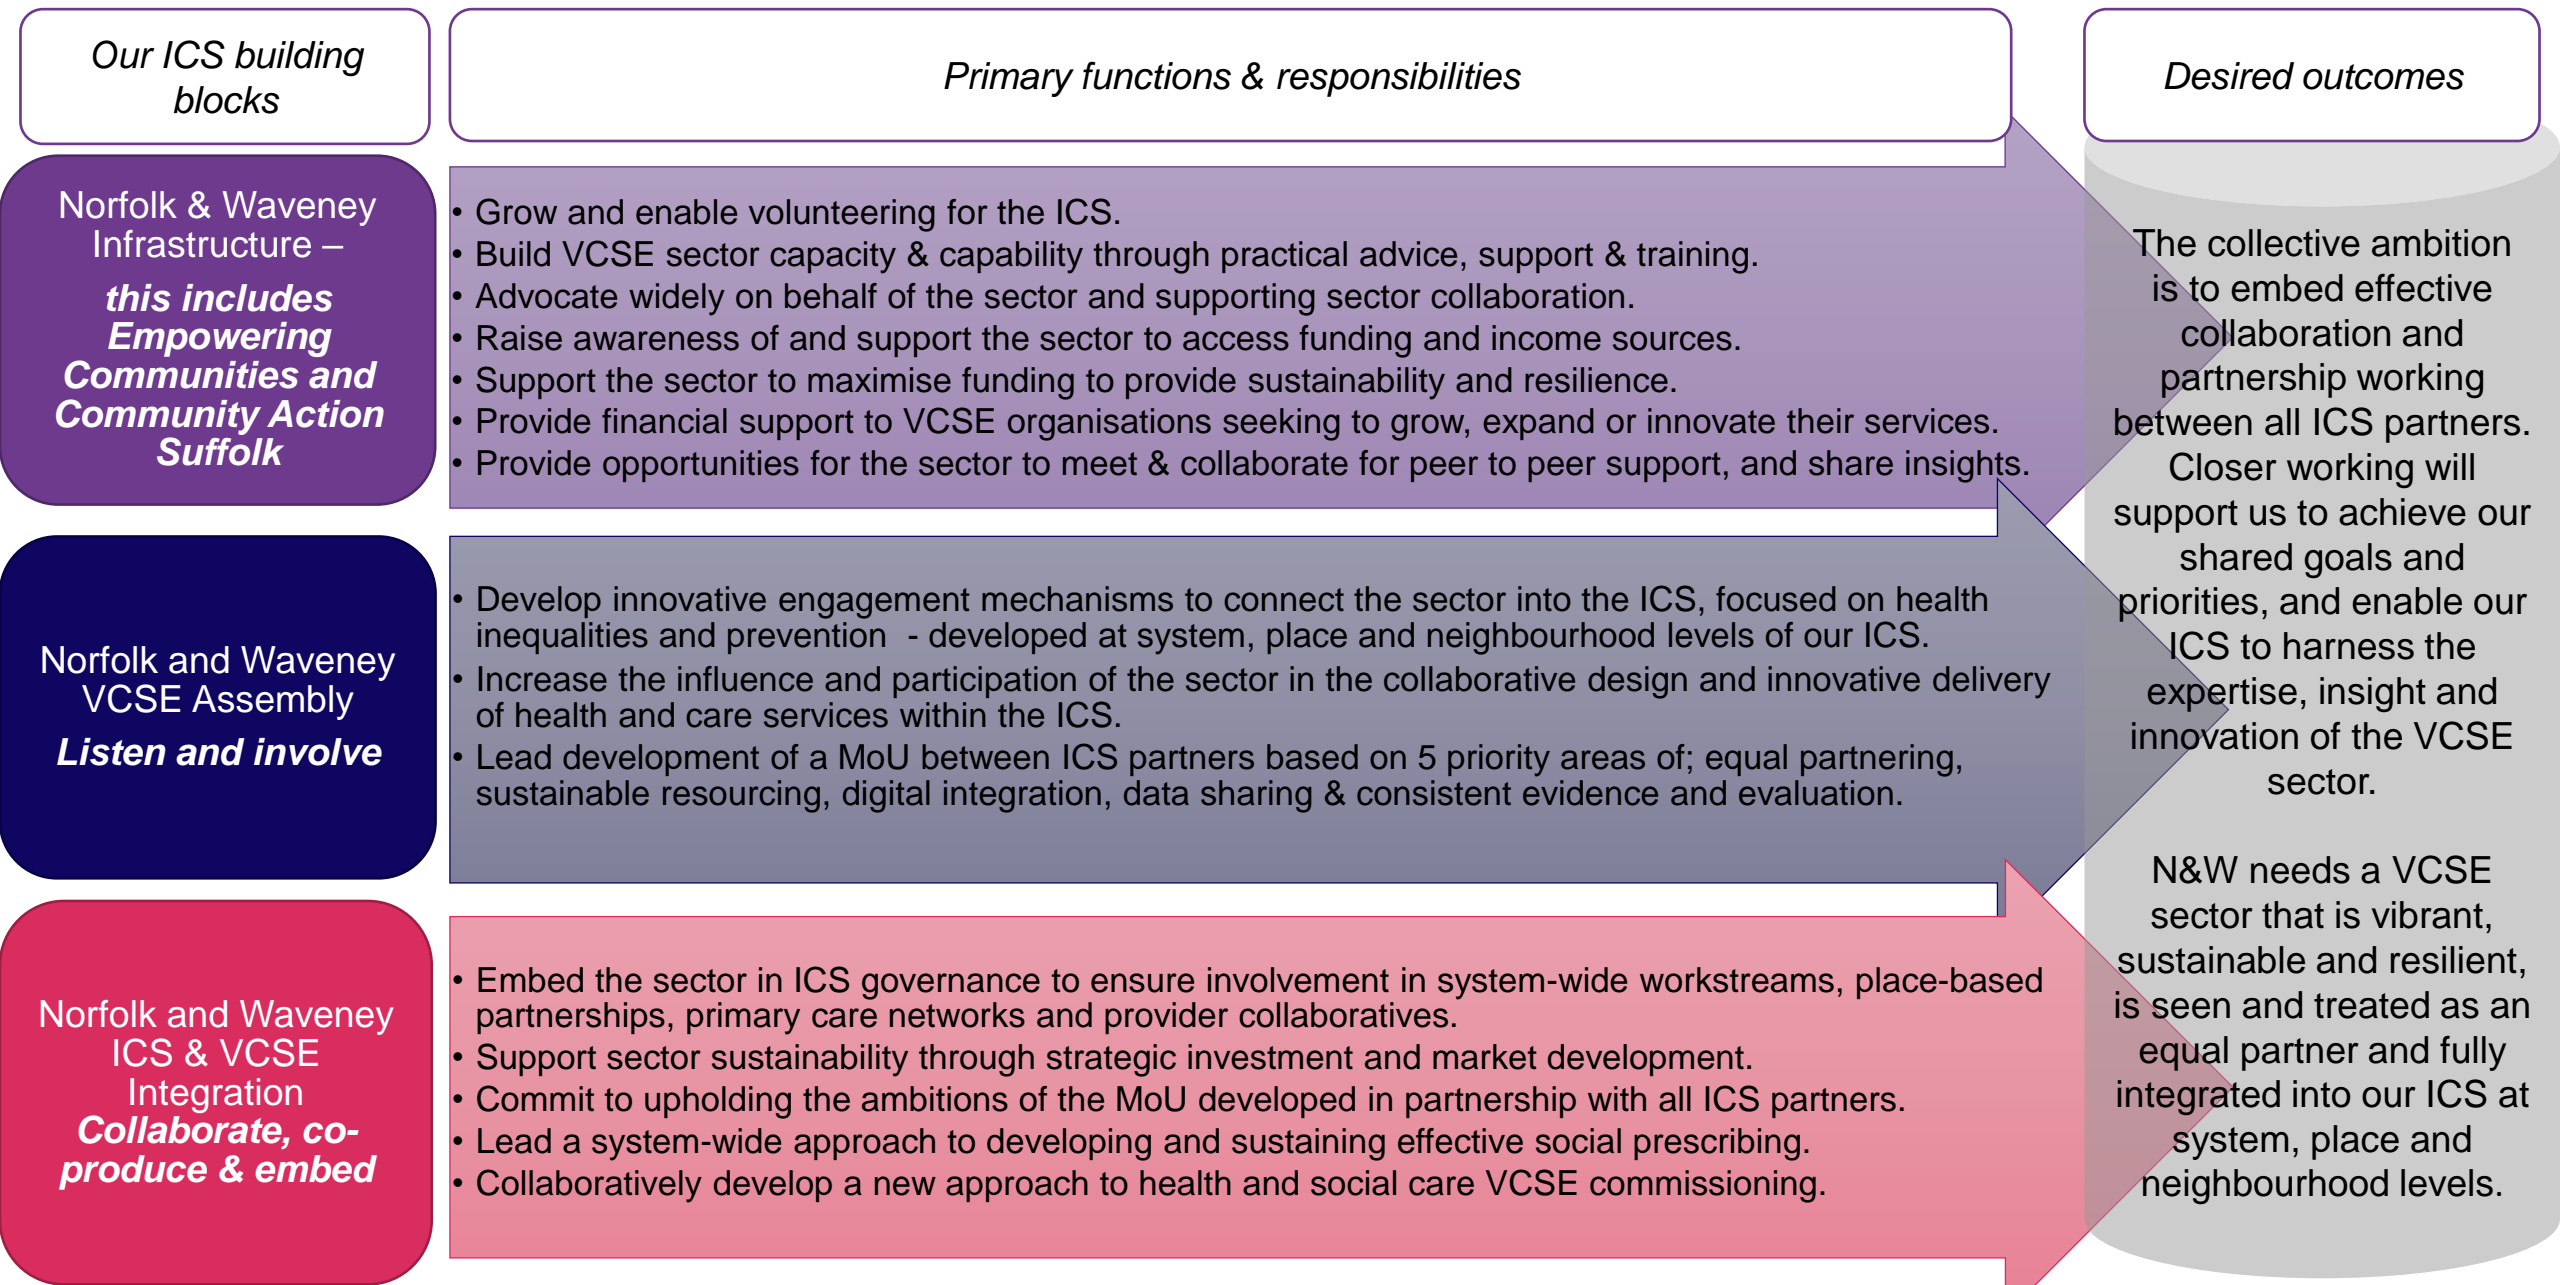 Our ICS building
blocks
Primary functions & responsibilities
Desired outcomes
Norfolk & Waveney
Infrastructure –
this includes
Empowering
Communities and
Community Action
Suffolk
• Grow and enable volunteering for the ICS.
• Build VCSE sector capacity & capability through practical advice, support & training.
• Advocate widely on behalf of the sector and supporting sector collaboration.
• Raise awareness of and support the sector to access funding and income sources.
• Support the sector to maximise funding to provide sustainability and resilience.
• Provide financial support to VCSE organisations seeking to grow, expand or innovate their services.
• Provide opportunities for the sector to meet & collaborate for peer to peer support, and share insights.
Norfolk and Waveney
VCSE Assembly
Listen and involve
• Develop innovative engagement mechanisms to connect the sector into the ICS, focused on health
inequalities and prevention  - developed at system, place and neighbourhood levels of our ICS.
• Increase the influence and participation of the sector in the collaborative design and innovative delivery
of health and care services within the ICS.
• Lead development of a MoU between ICS partners based on 5 priority areas of; equal partnering,
sustainable resourcing, digital integration, data sharing & consistent evidence and evaluation.
Norfolk and Waveney
ICS & VCSE
Integration
Collaborate, co-
produce & embed
• Embed the sector in ICS governance to ensure involvement in system-wide workstreams, place-based
partnerships, primary care networks and provider collaboratives.
• Support sector sustainability through strategic investment and market development.
• Commit to upholding the ambitions of the MoU developed in partnership with all ICS partners.
• Lead a system-wide approach to developing and sustaining effective social prescribing.
• Collaboratively develop a new approach to health and social care VCSE commissioning.
The collective ambition
is to embed effective
collaboration and
partnership working
between all ICS partners.
Closer working will
support us to achieve our
shared goals and
priorities, and enable our
ICS to harness the
expertise, insight and
innovation of the VCSE
sector.
N&W needs a VCSE
sector that is vibrant,
sustainable and resilient,
is seen and treated as an
equal partner and fully
integrated into our ICS at
system, place and
neighbourhood levels.